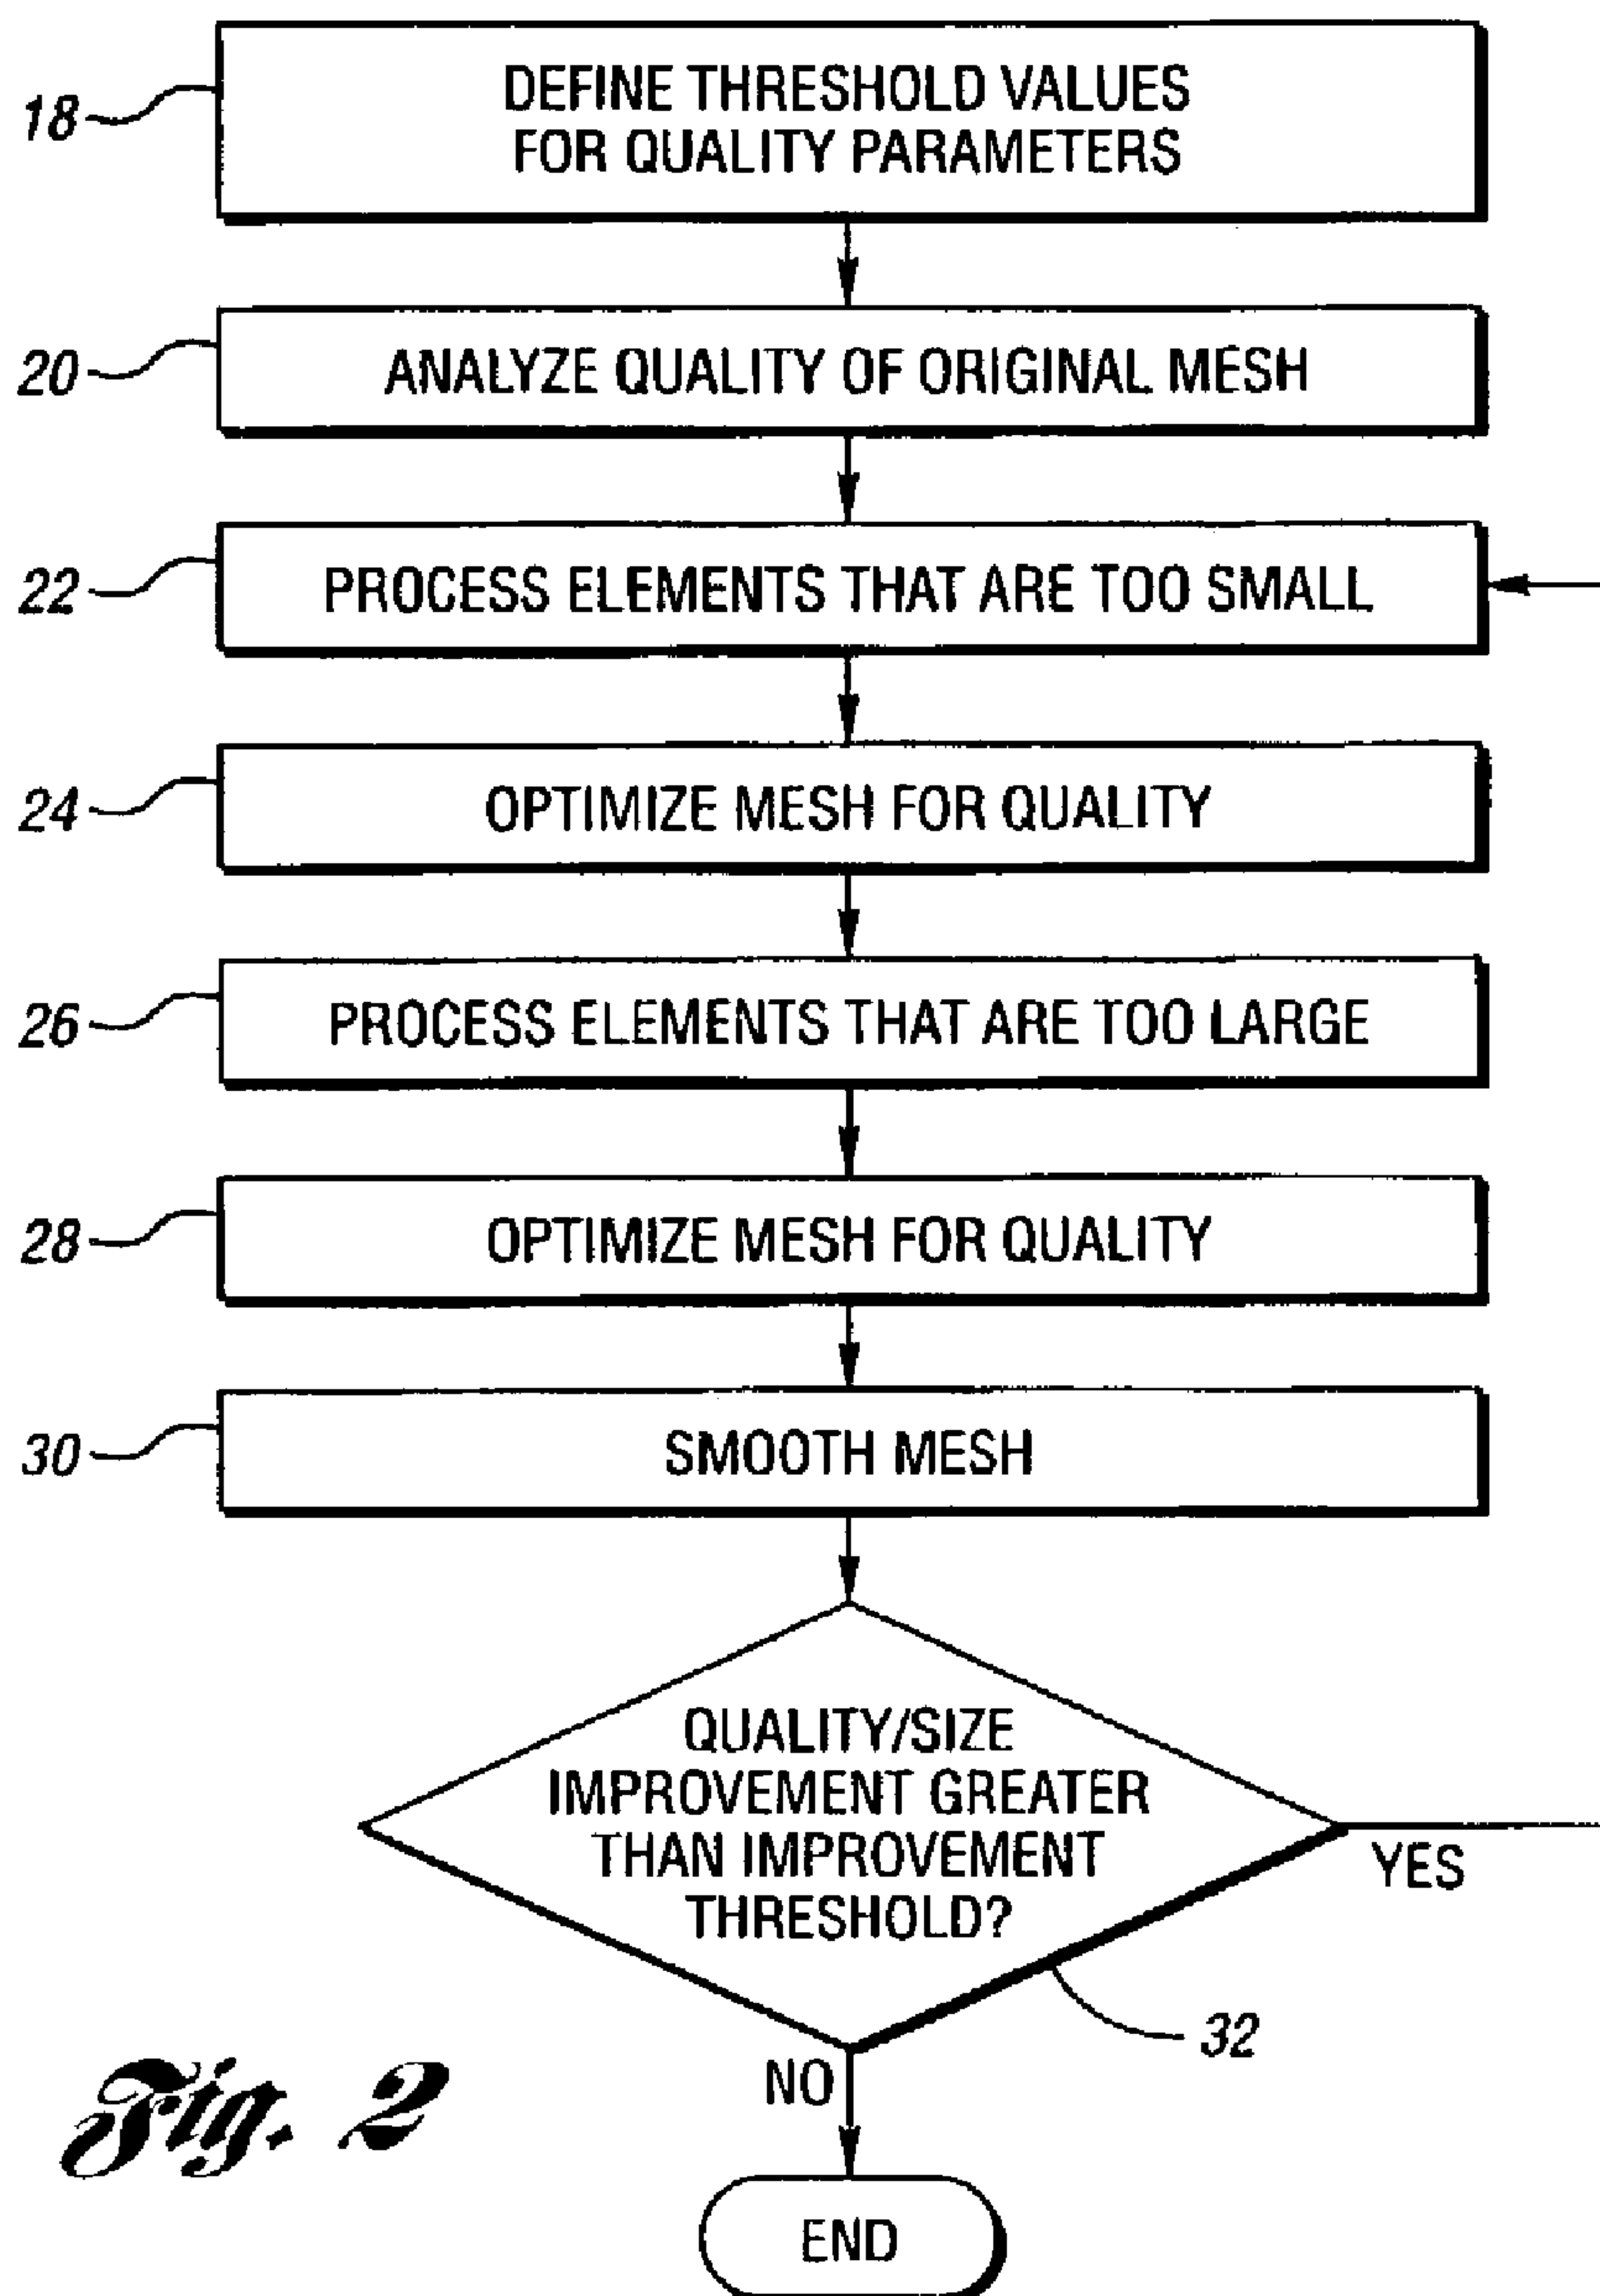 18
DEFINE THRESHOLD VALUES
FOR QUALITY PARAMETERS
20
ANALYZE QUALITY OF ORIGINAL MESH
22
PROCESS ELEMENTS THAT ARE TOO SMALL
24
OPTIMIZE MESH FOR QUALITY
26
PROCESS ELEMENTS THAT ARE TOO LARGE
28
OPTIMIZE MESH FOR QUALITY
30
SMOOTH MESH
QUALITY/SIZE
IMPROVEMENT GREATER
THAN IMPROVEMENT
THRESHOLD?
YES
32
NO
END
Fig. 2